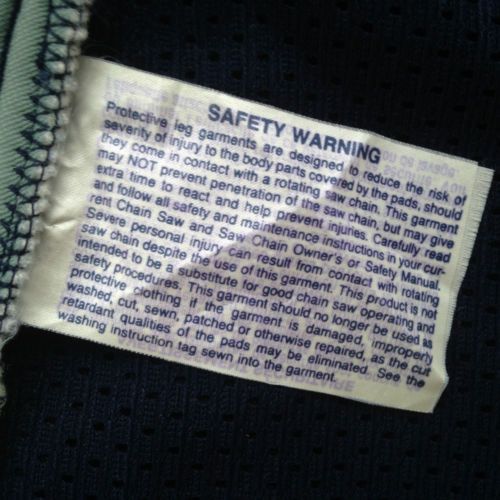 SAFETY WARNING
Protective leg garments are designed to reduce the risk of
severity of injury to the body parts covered by the pads, should
they come in contact with a rotating saw chain. This garment
may NOT prevent penetration of the saw chain, but may give
extra time to react and help prevent injuries. Carefully read
and follow all safety and maintenance instructions in your cur-
rent Chain Saw and Saw Chain Owner's or Safety Manual.
Severe personal injury can result from contact with rotating
saw chain despite the use of this garment. This product is not
intended to be a substitute for good chain saw operating and
safety procedures. This garment should no longer be used as
protective clothing if the garment is damaged, improperly
washed, cut, sewn, patched or otherwise repaired, as the cut
retardant qualities of the pads may be eliminated. See the
washing instruction tag sewn into the garment.